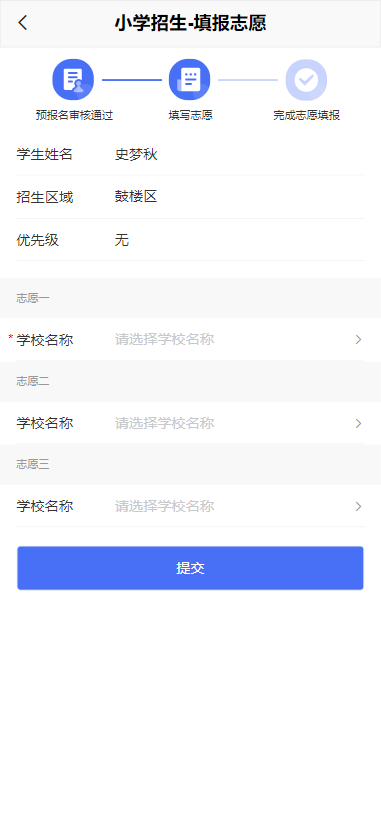 小学招生-填报志愿
预报名审核通过 填写志愿 完成志愿填报
学生姓名 史梦秋
招生区域 鼓楼区
优先级 无
志愿一
*学校名称 请选择学校名称
志愿二
学校名称 请选择学校名称
志愿三
学校名称 请选择学校名称
提交